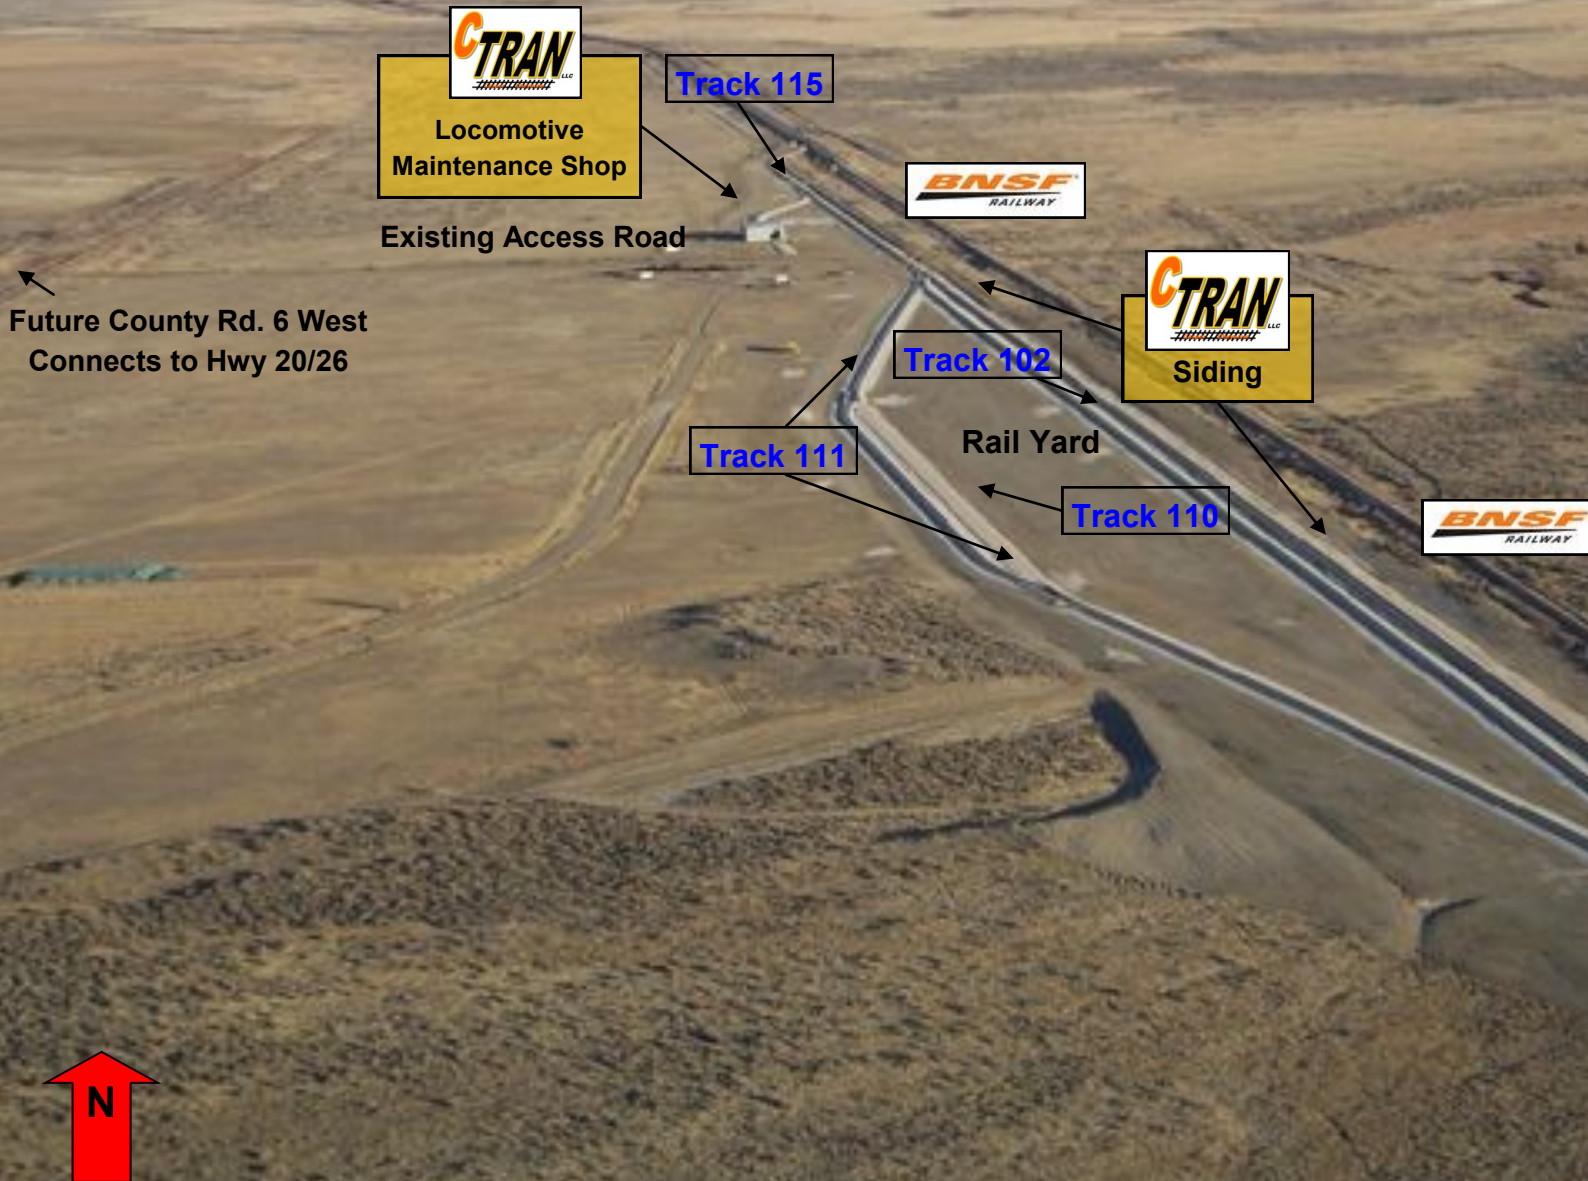 CTRAN
LLC
Locomotive
Maintenance Shop
Track 115
BNSF
RAILWAY
Existing Access Road
CTRAN
LLC
Siding
Future County Rd. 6 West
Connects to Hwy 20/26
Track 102
Track 111
Rail Yard
Track 110
BNSF
RAILWAY
N